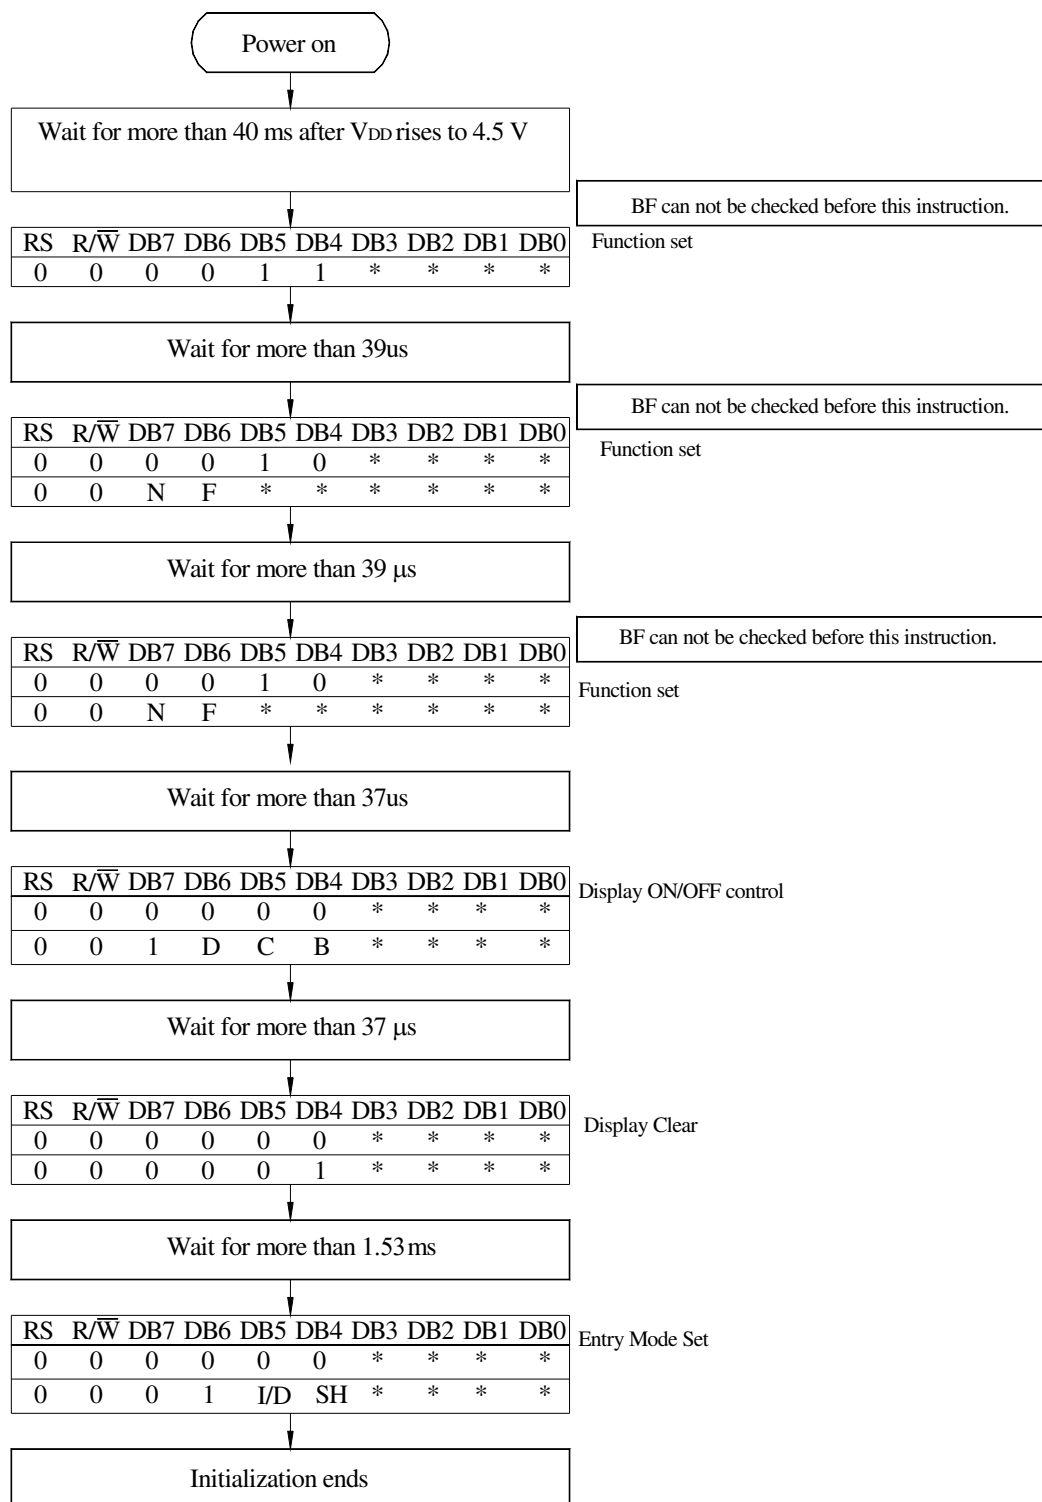 Power on
Wait for more than 40 ms after VDD rises to 4.5 V
BF can not be checked before this instruction.
RS R/W̅ DB7 DB6 DB5 DB4 DB3 DB2 DB1 DB0
Function set
0 0 0 0 1 1 * * * *
Wait for more than 39us
BF can not be checked before this instruction.
RS R/W̅ DB7 DB6 DB5 DB4 DB3 DB2 DB1 DB0
Function set
0 0 0 0 1 0 * * * *
0 0 N F * * * * * *
Wait for more than 39 μs
BF can not be checked before this instruction.
RS R/W̅ DB7 DB6 DB5 DB4 DB3 DB2 DB1 DB0
0 0 0 0 1 0 * * * *
Function set
0 0 N F * * * * * *
Wait for more than 37us
RS R/W̅ DB7 DB6 DB5 DB4 DB3 DB2 DB1 DB0
Display ON/OFF control
0 0 0 0 0 0 * * * *
0 0 1 D C B * * * *
Wait for more than 37 μs
RS R/W̅ DB7 DB6 DB5 DB4 DB3 DB2 DB1 DB0
Display Clear
0 0 0 0 0 0 * * * *
0 0 0 0 0 1 * * * *
Wait for more than 1.53ms
RS R/W̅ DB7 DB6 DB5 DB4 DB3 DB2 DB1 DB0
Entry Mode Set
0 0 0 0 0 0 * * * *
0 0 0 1 I/D SH * * * *
Initialization ends